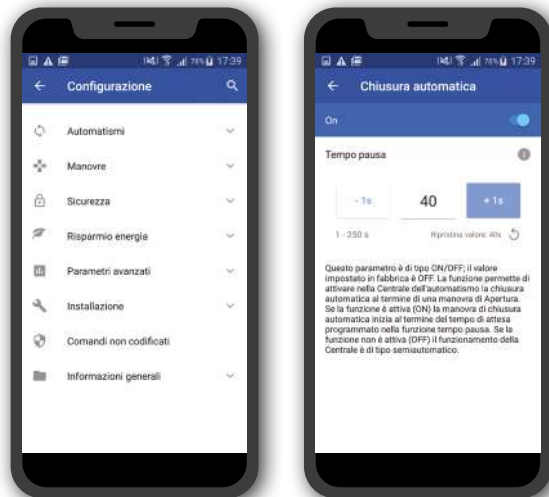 78% 17:39
Configurazione
Automatismi
Manovre
Sicurezza
Risparmio energia
Parametri avanzati
Installazione
Comandi non codificati
Informazioni generali
78% 17:39
Chiusura automatica
On
Tempo pausa
- 1s 40 + 1s
1 - 250 s Ripristina valore: 40s
Questo parametro è di tipo ON/OFF; il valore
impostato in fabbrica è OFF. La funzione permette di
attivare nella Centrale dell'automatismo la chiusura
automatica al termine di una manovra di Apertura.
Se la funzione è attiva (ON) la manovra di chiusura
automatica inizia al termine del tempo di attesa
programmato nella funzione tempo pausa. Se la
funzione non è attiva (OFF) il funzionamento della
Centrale è di tipo semiautomatico.